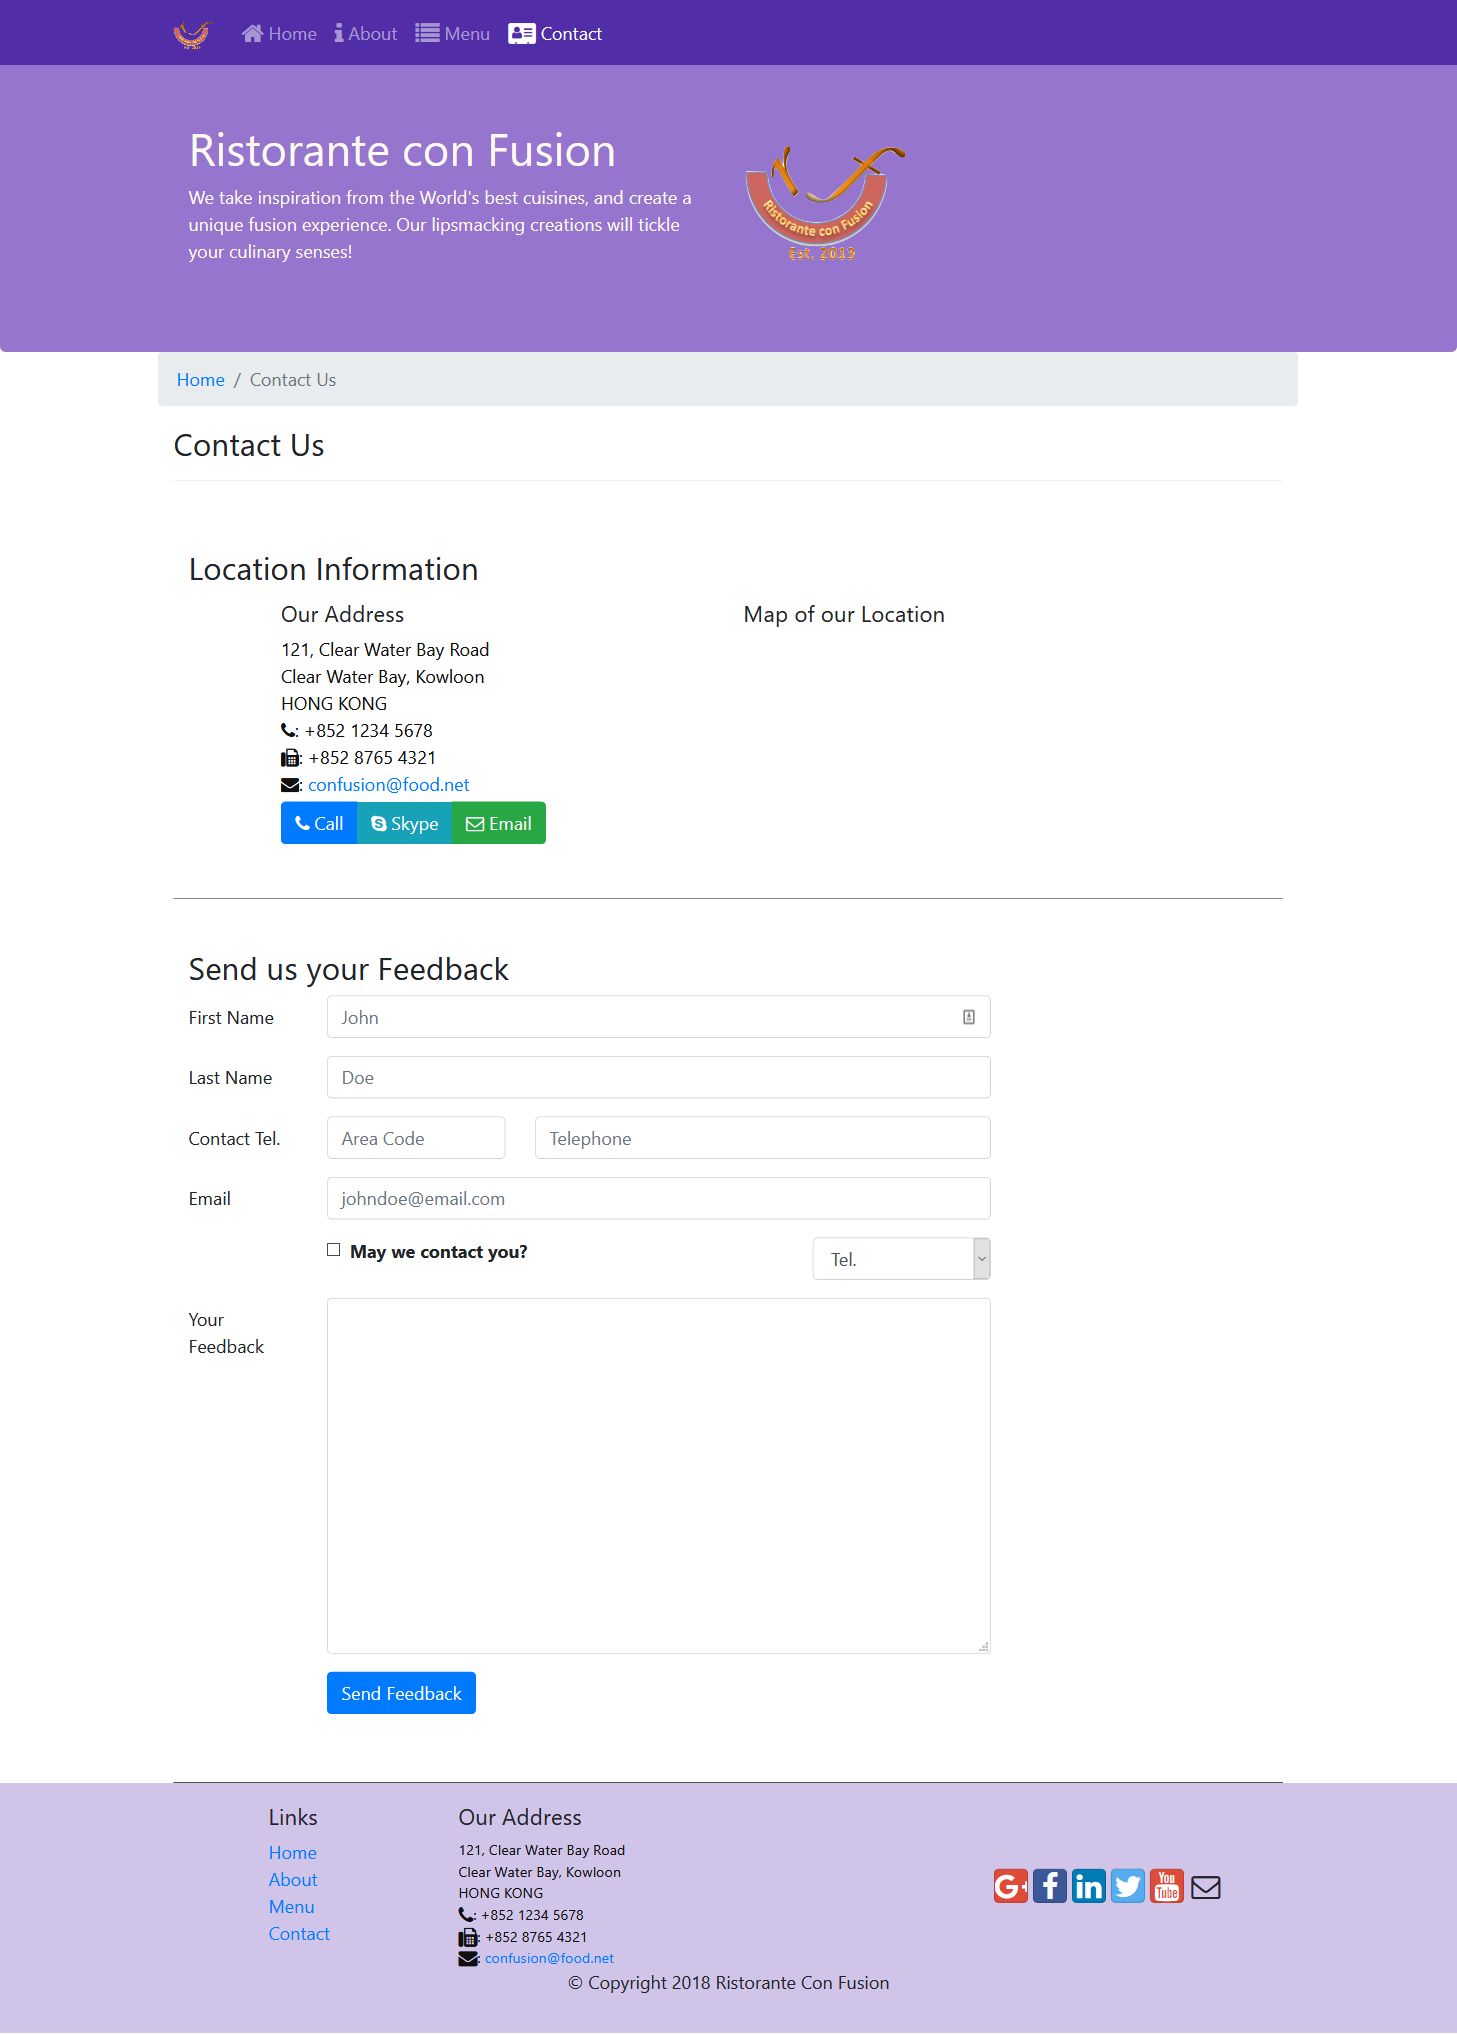 Home About Menu Contact
Ristorante con Fusion
We take inspiration from the World's best cuisines, and create a
unique fusion experience. Our lipsmacking creations will tickle
your culinary senses!
Ristorante con Fusion
Est. 2013
Home / Contact Us
Contact Us
Location Information
Our Address
121, Clear Water Bay Road
Clear Water Bay, Kowloon
HONG KONG
: +852 1234 5678
: +852 8765 4321
: confusion@food.net
Call Skype Email
Map of our Location
Send us your Feedback
First Name John
Last Name Doe
Contact Tel. Area Code Telephone
Email johndoe@email.com
May we contact you? Tel.
Your
Feedback
Send Feedback
Links
Home
About
Menu
Contact
Our Address
121, Clear Water Bay Road
Clear Water Bay, Kowloon
HONG KONG
: +852 1234 5678
: +852 8765 4321
: confusion@food.net
G+ f in You
Tube
© Copyright 2018 Ristorante Con Fusion